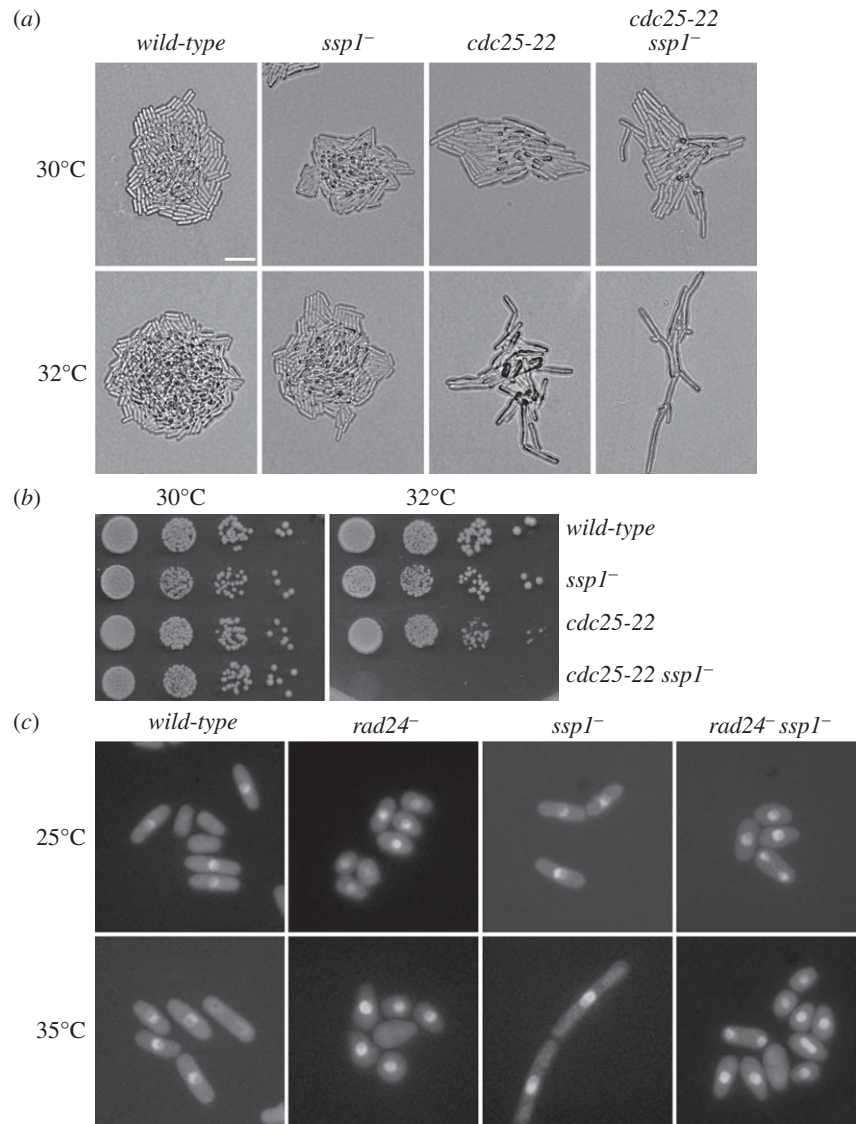 (a)
cdc25-22
wild-type ssp1⁻ cdc25-22 ssp1⁻
30°C
32°C
(b) 30°C 32°C
wild-type
ssp1⁻
cdc25-22
cdc25-22 ssp1⁻
(c) wild-type rad24⁻ ssp1⁻ rad24⁻ ssp1⁻
25°C
35°C